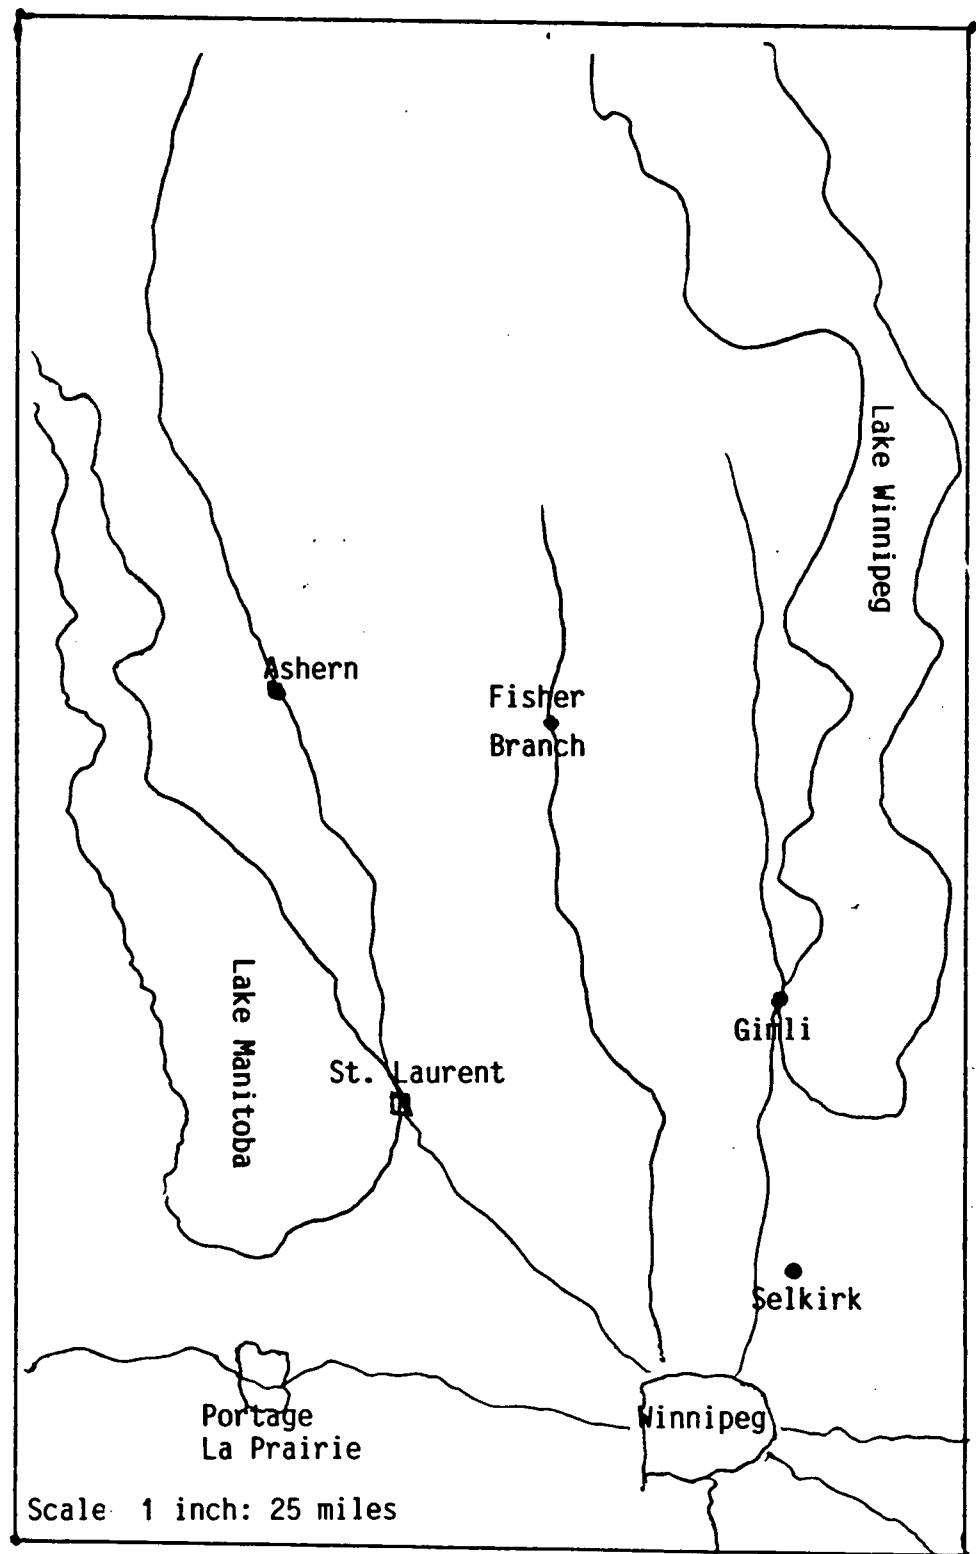 Lake Winnipeg
Ashern
Fisher
Branch
Lake Manitoba
Gimli
St. Laurent
Selkirk
Portage
La Prairie
Winnipeg
Scale 1 inch: 25 miles